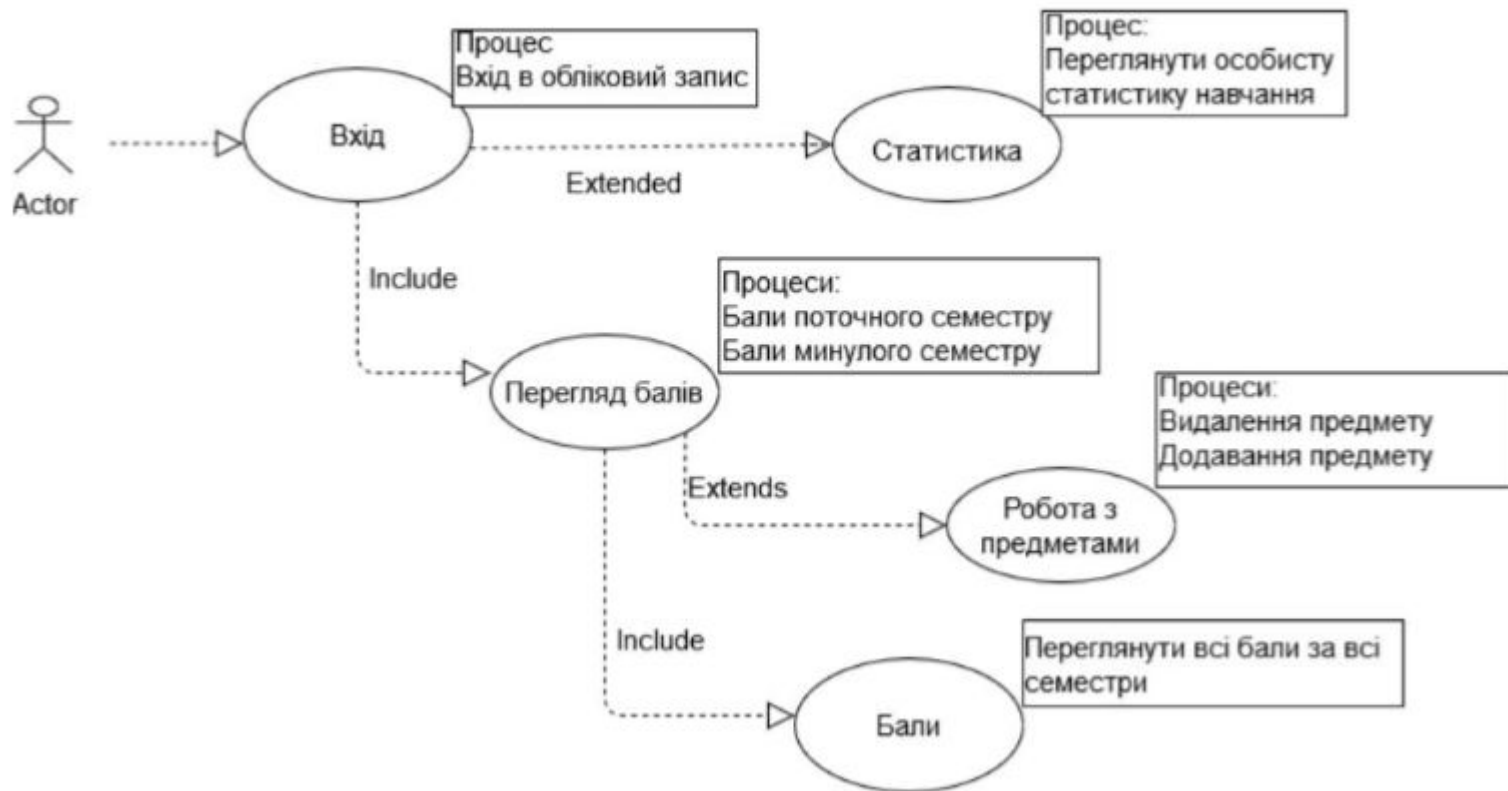 Процес
Вхід в обліковий запис
Процес:
Переглянути особисту
статистику навчання
Вхід
Статистика
Extended
Actor
Include
Процеси:
Бали поточного семестру
Бали минулого семестру
Перегляд балів
Процеси:
Видалення предмету
Додавання предмету
Extends
Робота з
предметами
Include
Переглянути всі бали за всі
семестри
Бали